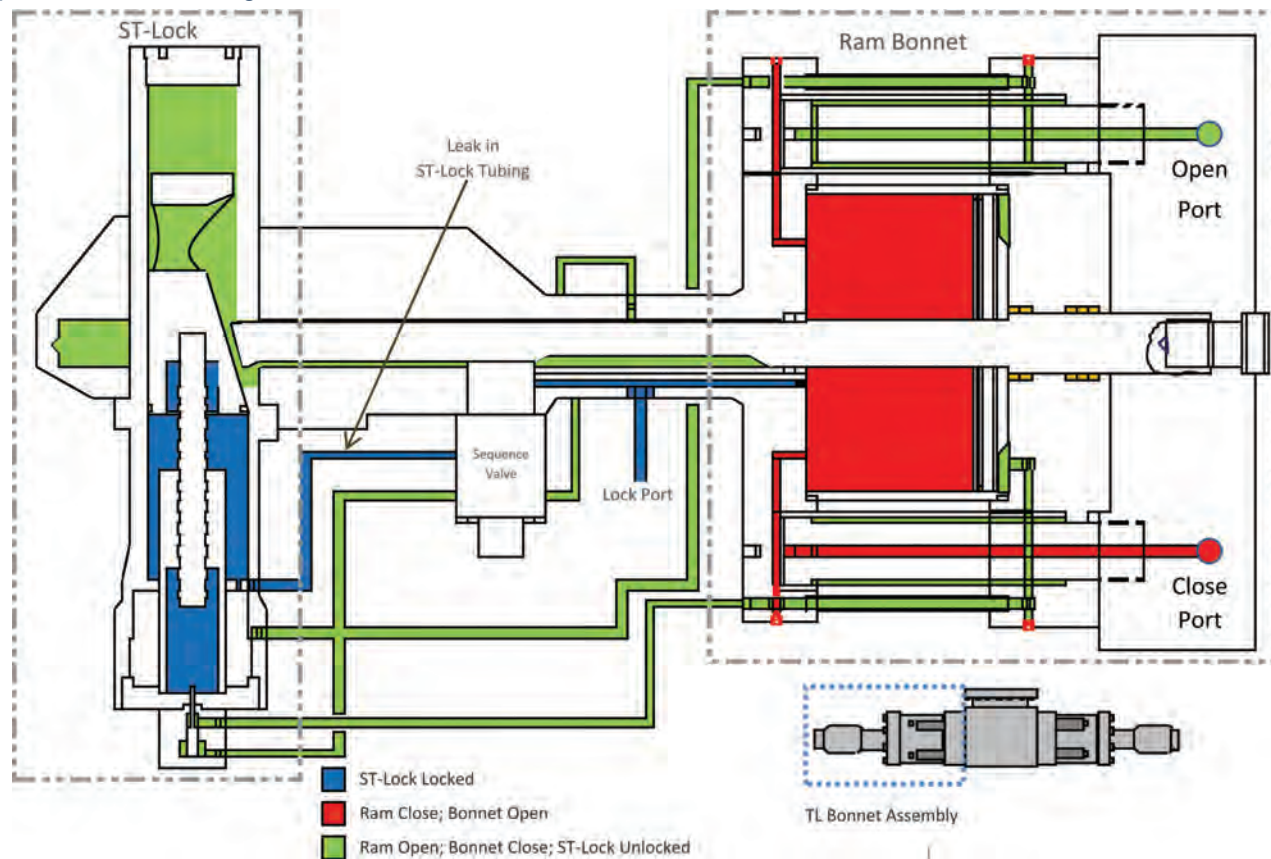 ST-Lock
Ram Bonnet
Leak in
ST-Lock Tubing
Open
Port
Sequence
Valve
Lock Port
Close
Port
ST-Lock Locked
Ram Close; Bonnet Open
Ram Open; Bonnet Close; ST-Lock Unlocked
TL Bonnet Assembly